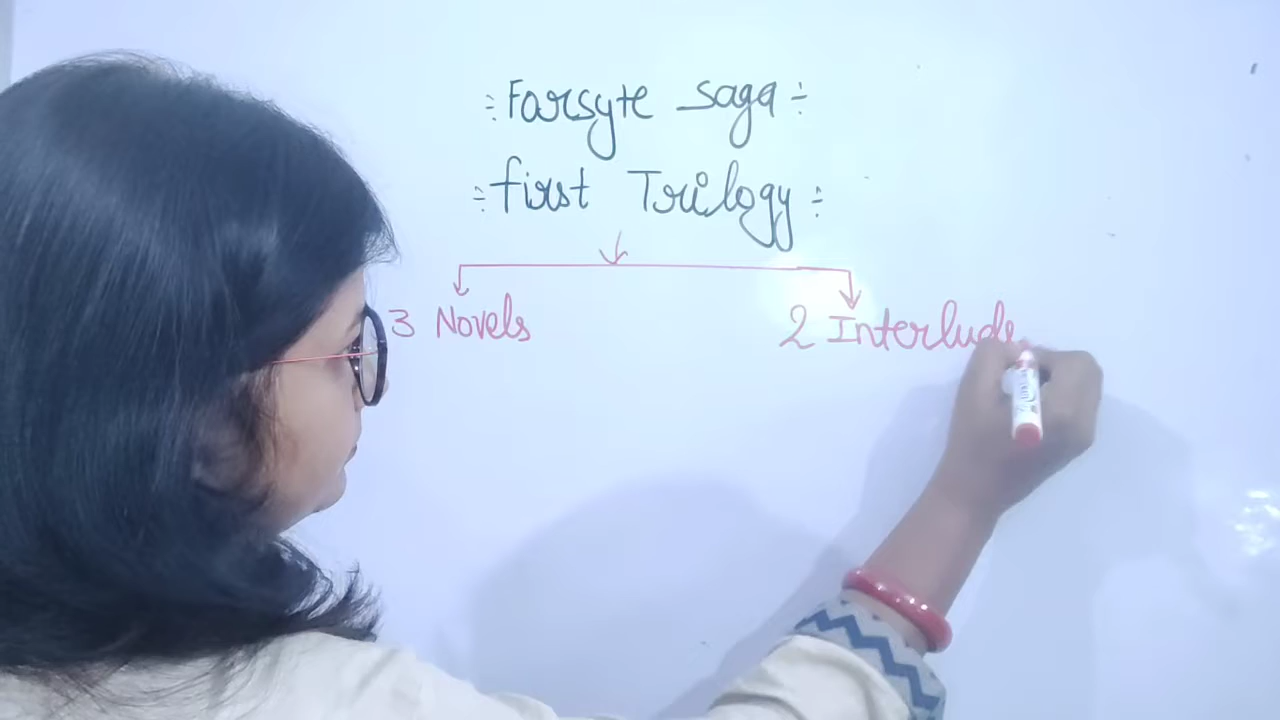 ÷ Farsyte Saga ÷
÷ first Trilogy ÷
3 Novels
2 Interlude